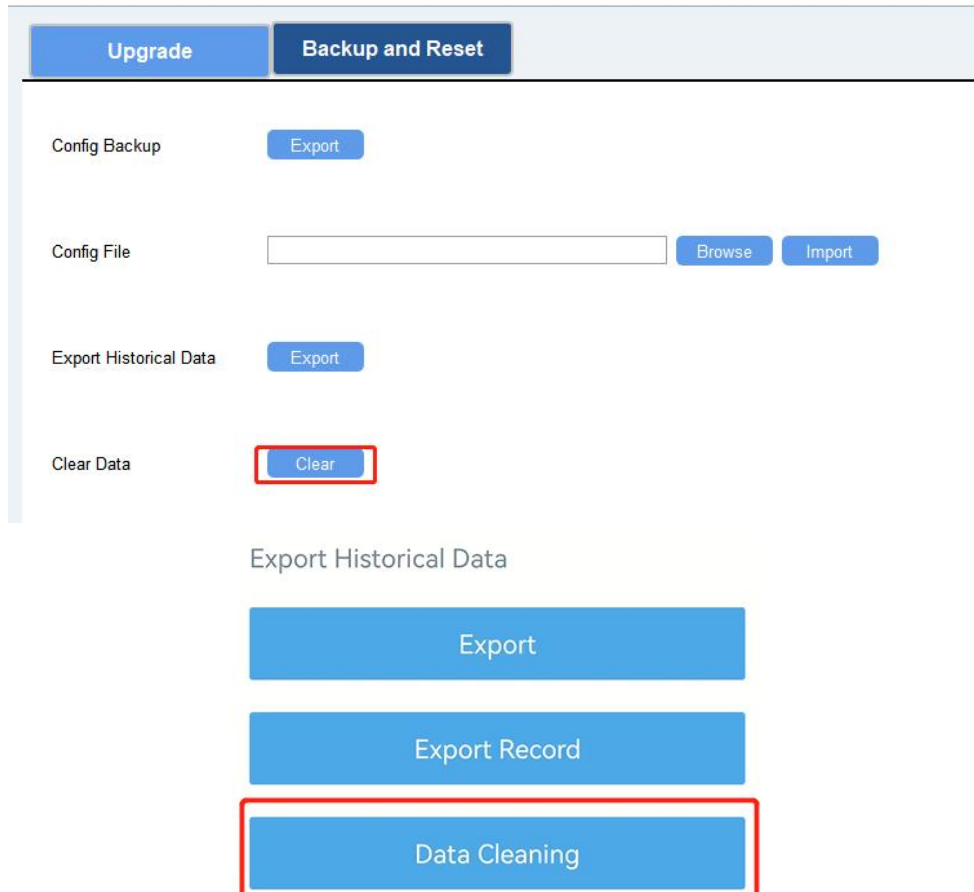 Upgrade Backup and Reset
Config Backup Export
Config File Browse Import
Export Historical Data Export
Clear Data Clear
Export Historical Data
Export
Export Record
Data Cleaning